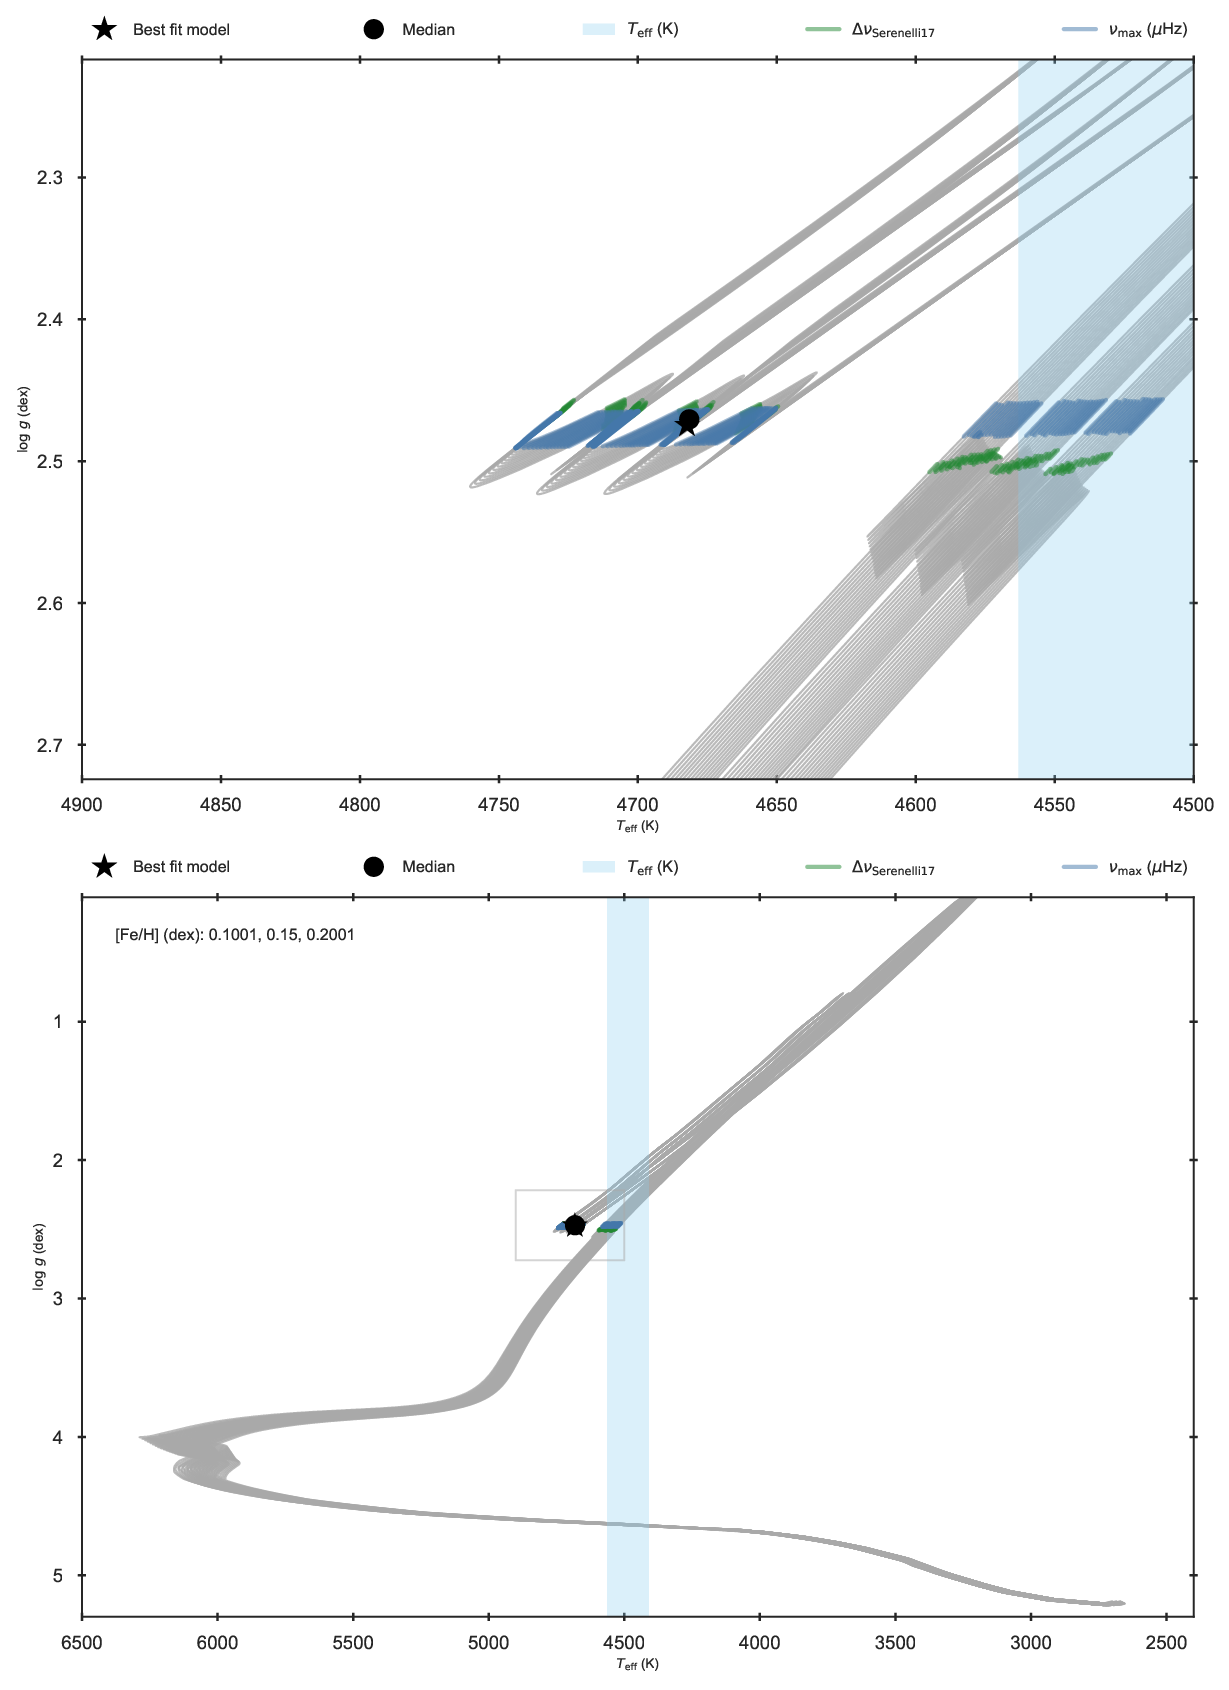 Best fit model Median Teff (K) ΔνSerenelli17 νmax (μHz)
2.3
2.4
2.5
2.6
2.7
log g (dex)
4900 4850 4800 4750 4700 4650 4600 4550 4500
Teff (K)
Best fit model Median Teff (K) ΔνSerenelli17 νmax (μHz)
[Fe/H] (dex): 0.1001, 0.15, 0.2001
1
2
3
4
5
log g (dex)
6500 6000 5500 5000 4500 4000 3500 3000 2500
Teff (K)